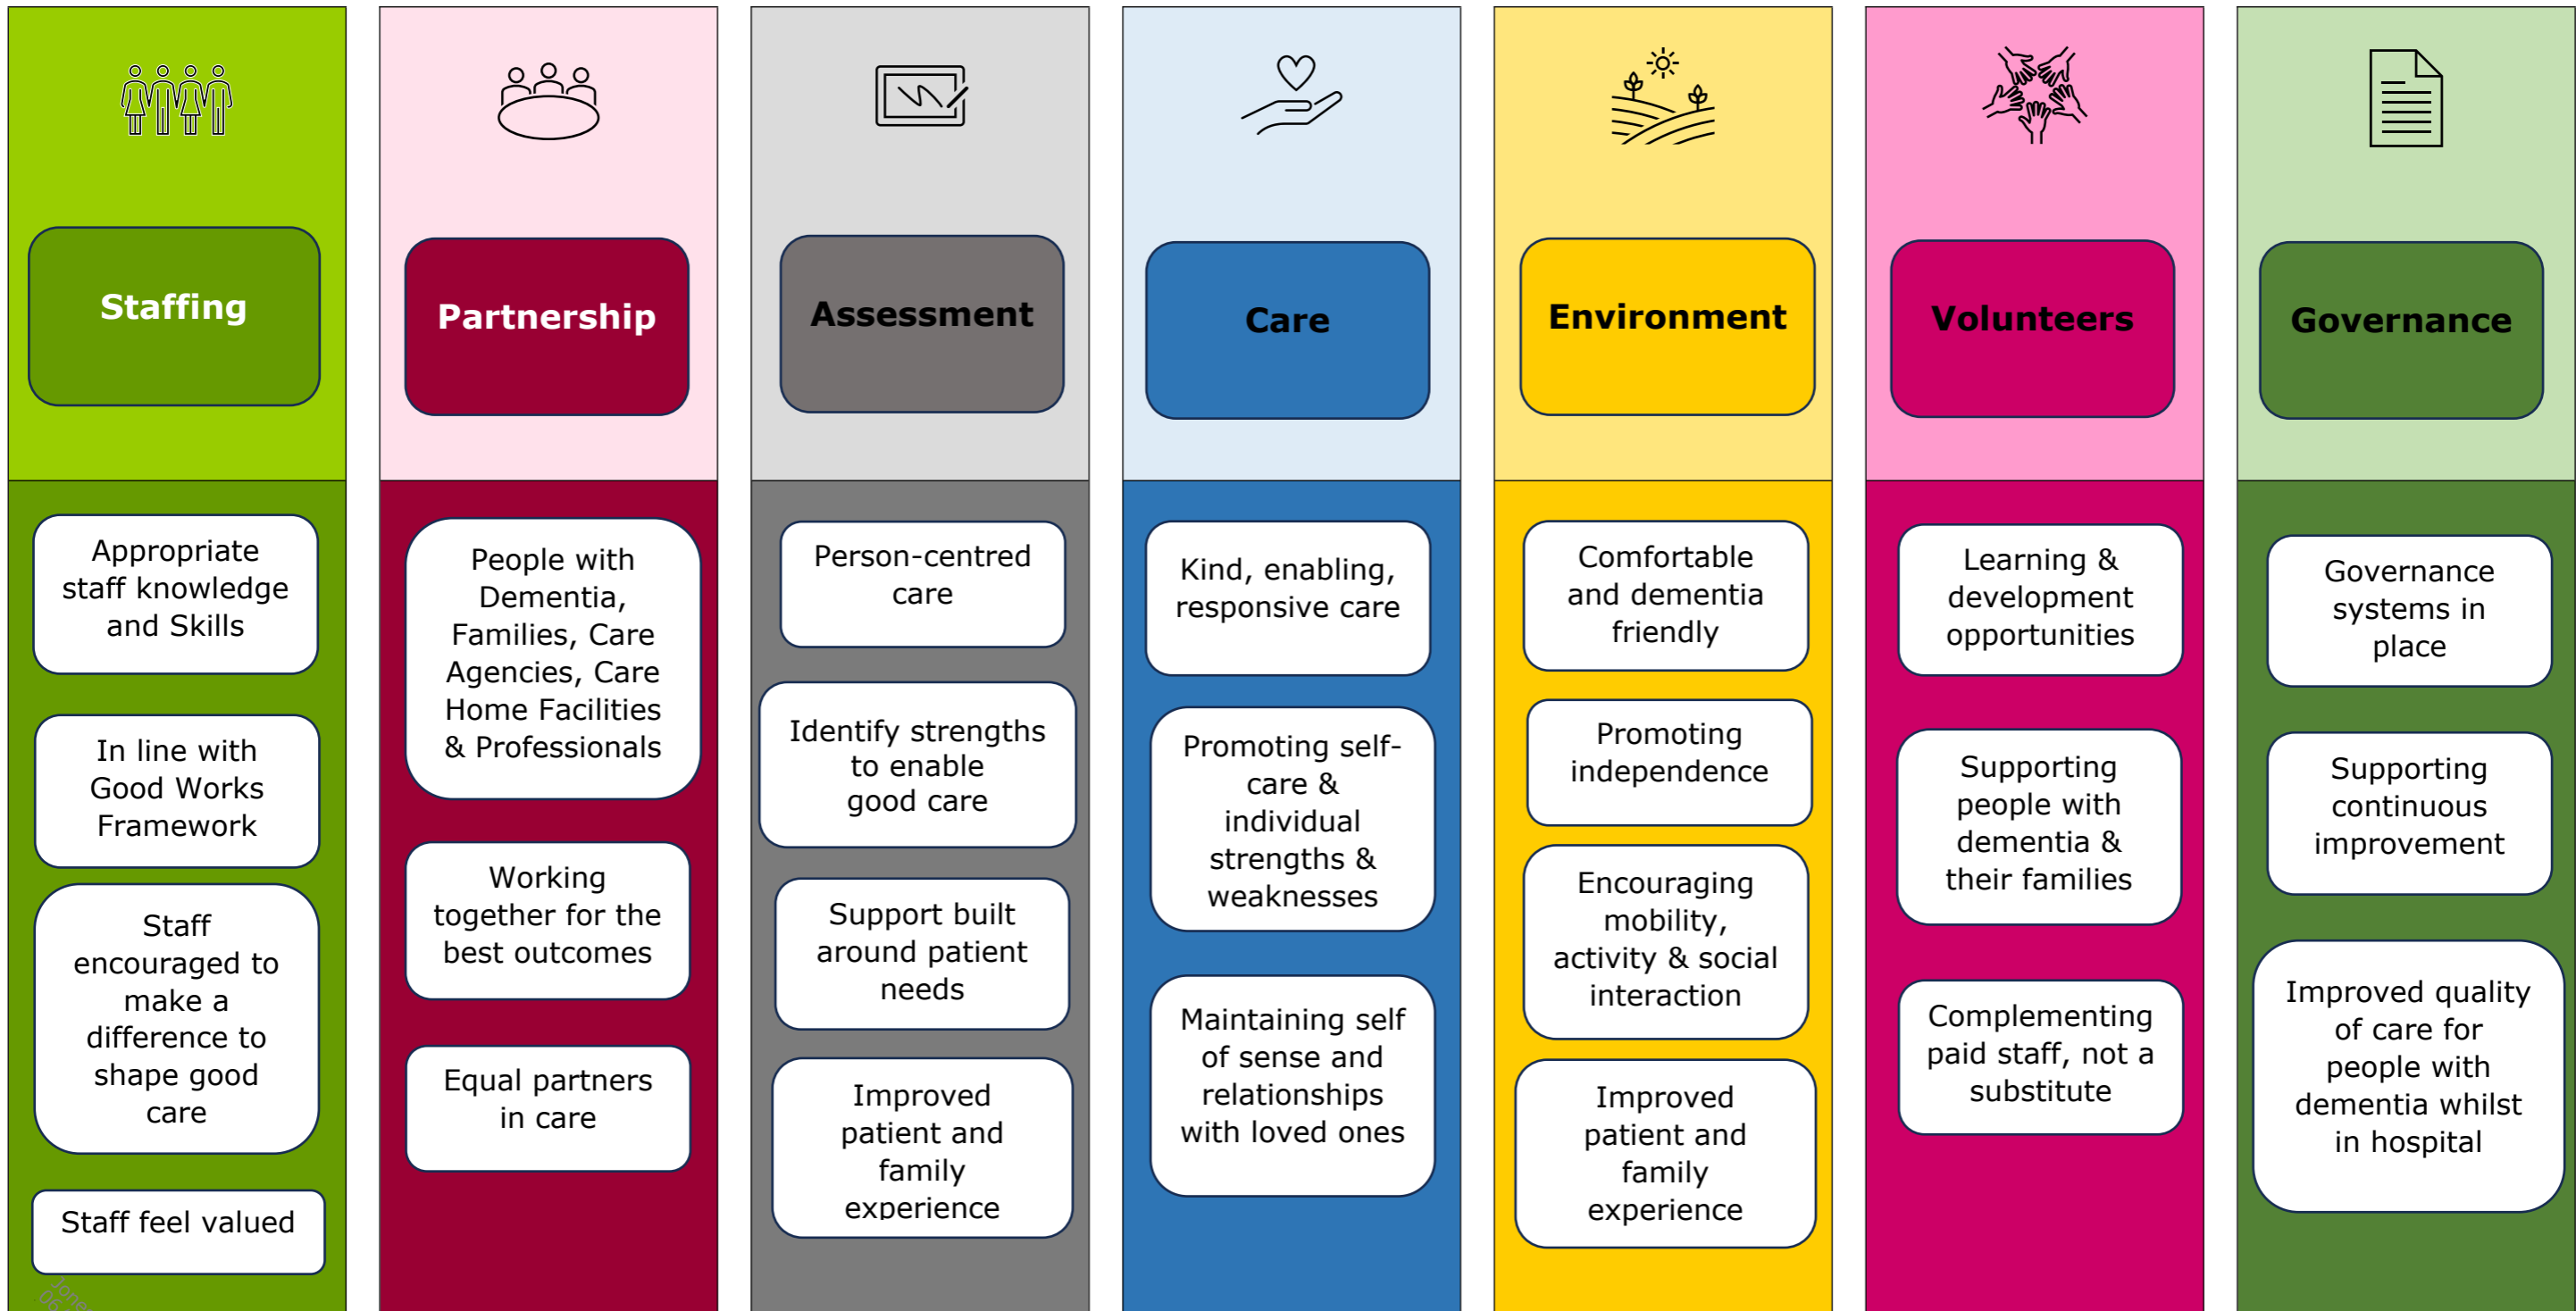 Staffing
Appropriate
staff knowledge
and Skills
In line with
Good Works
Framework
Staff
encouraged to
make a
difference to
shape good
care
Staff feel valued
Partnership
People with
Dementia,
Families, Care
Agencies, Care
Home Facilities
& Professionals
Working
together for the
best outcomes
Equal partners
in care
Assessment
Person-centred
care
Identify strengths
to enable
good care
Support built
around patient
needs
Improved
patient and
family
experience
Care
Kind, enabling,
responsive care
Promoting self-
care &
individual
strengths &
weaknesses
Maintaining self
of sense and
relationships
with loved ones
Environment
Comfortable
and dementia
friendly
Promoting
independence
Encouraging
mobility,
activity & social
interaction
Improved
patient and
family
experience
Volunteers
Learning &
development
opportunities
Supporting
people with
dementia &
their families
Complementing
paid staff, not a
substitute
Governance
Governance
systems in
place
Supporting
continuous
improvement
Improved quality
of care for
people with
dementia whilst
in hospital